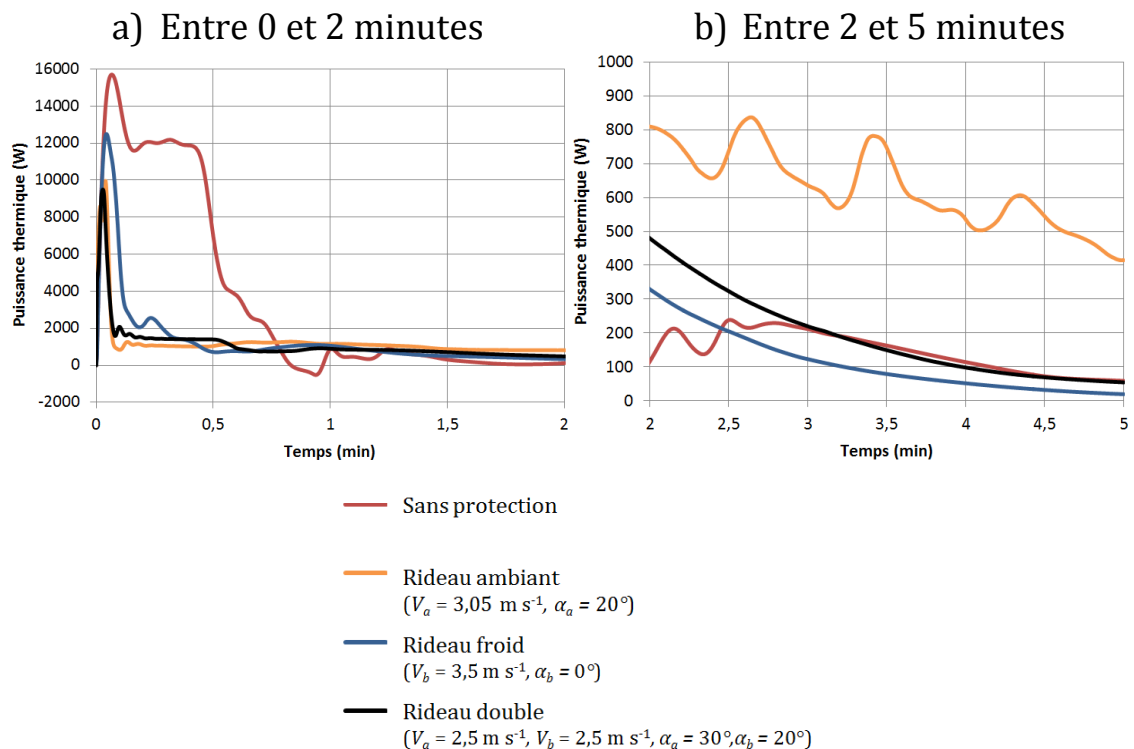 a) Entre 0 et 2 minutes
16000
14000
12000
10000
8000
6000
4000
2000
0
-2000
Puissance thermique (W)
0
0,5
1
1,5
2
Temps (min)
b) Entre 2 et 5 minutes
1000
900
800
700
600
500
400
300
200
100
0
Puissance thermique (W)
2
2,5
3
3,5
4
4,5
5
Temps (min)
Sans protection
Rideau ambiant
(Va = 3,05 m s⁻¹, αa = 20°)
Rideau froid
(Vb = 3,5 m s⁻¹, αb = 0°)
Rideau double
(Va = 2,5 m s⁻¹, Vb = 2,5 m s⁻¹, αa = 30°,αb = 20°)